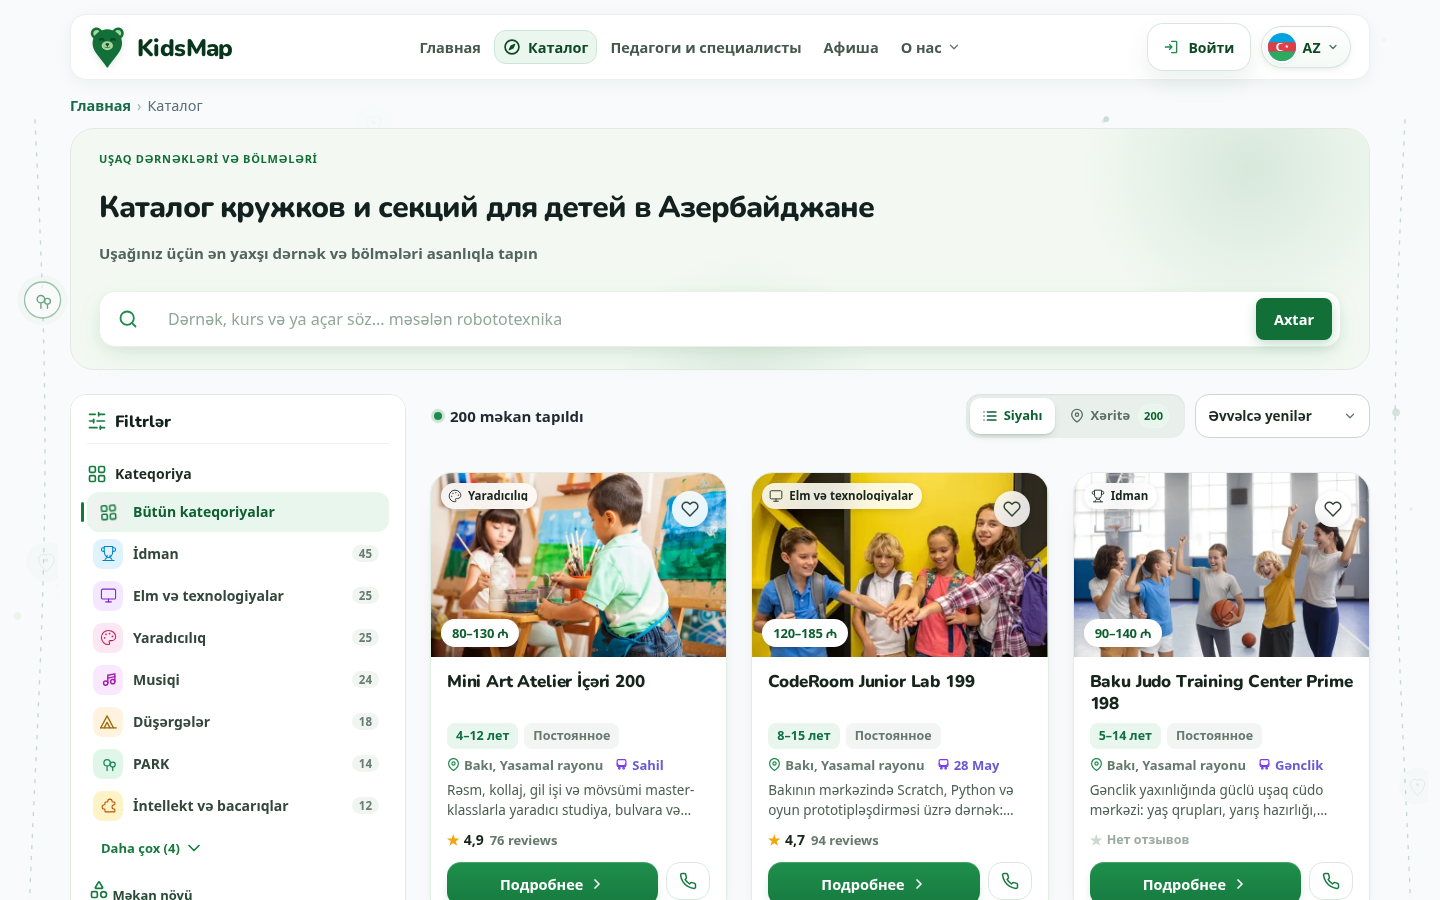 KidsMap
Главная
Каталог
Педагоги и специалисты
Афиша
О нас
Войти
AZ
Главная › Каталог
UŞAQ DƏRNƏKLƏRİ VƏ BÖLMƏLƏRİ
Каталог кружков и секций для детей в Азербайджане
Uşağınız üçün ən yaxşı dərnək və bölmələri asanlıqla tapın
Dərnək, kurs və ya açar söz... məsələn robototexnika
Axtar
Filtrlər
Kateqoriya
Bütün kateqoriyalar
İdman 45
Elm və texnologiyalar 25
Yaradıcılıq 25
Musiqi 24
Düşərgələr 18
PARK 14
İntellekt və bacarıqlar 12
Daha çox (4)
Məkan növü
200 məkan tapıldı
Siyahı
Xəritə 200
Əvvəlcə yenilər
Yaradıcılıq
80–130 ₼
Mini Art Atelier İçəri 200
4–12 лет Постоянное
Bakı, Yasamal rayonu Sahil
Rəsm, kollaj, gil işi və mövsümi master-
klasslarla yaradıcı studiya, bulvara və...
4,9 76 reviews
Подробнее
Elm və texnologiyalar
120–185 ₼
CodeRoom Junior Lab 199
8–15 лет Постоянное
Bakı, Yasamal rayonu 28 May
Bakının mərkəzində Scratch, Python və
oyun prototipləşdirməsi üzrə dərnək:...
4,7 94 reviews
Подробнее
İdman
90–140 ₼
Baku Judo Training Center Prime
198
5–14 лет Постоянное
Bakı, Yasamal rayonu Gənclik
Gənclik yaxınlığında güclü uşaq cüdo
mərkəzi: yaş qrupları, yarış hazırlığı,...
Нет отзывов
Подробнее